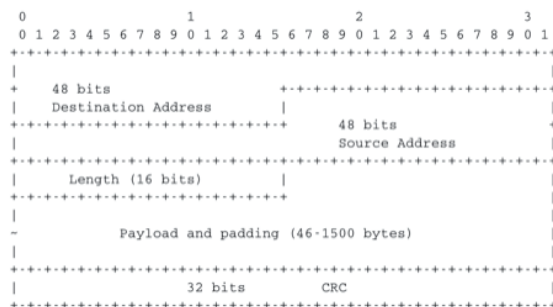 0                   1                   2                   3
0 1 2 3 4 5 6 7 8 9 0 1 2 3 4 5 6 7 8 9 0 1 2 3 4 5 6 7 8 9 0 1
48 bits
Destination Address
48 bits
Source Address
Length (16 bits)
Payload and padding (46-1500 bytes)
32 bits CRC